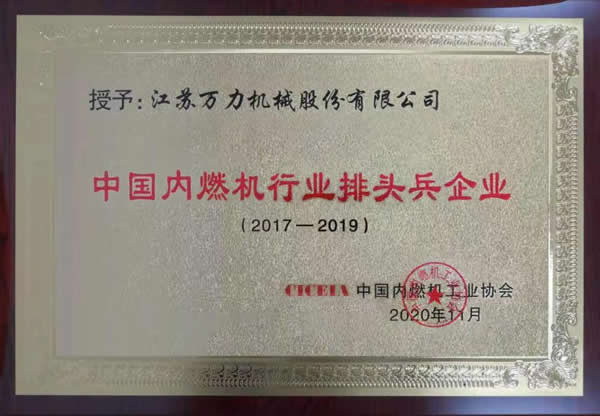 授予：江苏万力机械股份有限公司
中国内燃机行业排头兵企业
（2017—2019）
CICEIA 中国内燃机工业协会
2020年11月